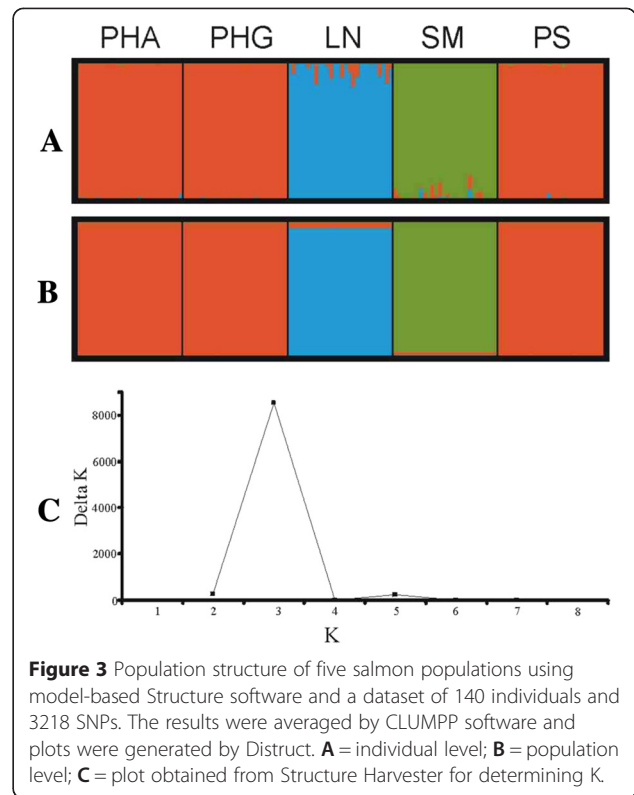 PHA PHG LN SM PS
A
B
8000
6000
4000
2000
0
Delta K
C
1 2 3 4 5 6 7 8
K
Figure 3 Population structure of five salmon populations using
model-based Structure software and a dataset of 140 individuals and
3218 SNPs. The results were averaged by CLUMPP software and
plots were generated by Distruct. A = individual level; B = population
level; C = plot obtained from Structure Harvester for determining K.